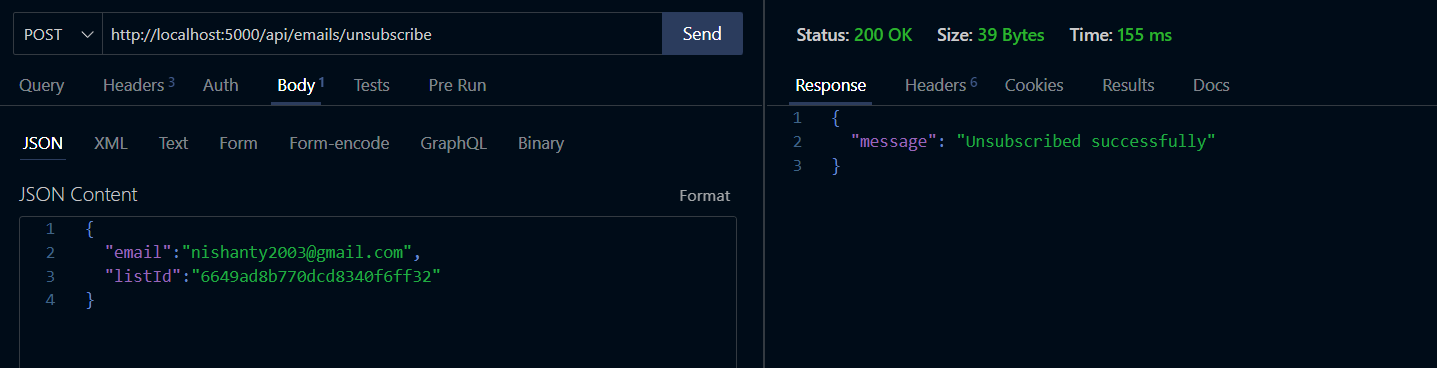 POST http://localhost:5000/api/emails/unsubscribe Send
Query Headers 3 Auth Body 1 Tests Pre Run
JSON XML Text Form Form-encode GraphQL Binary
JSON Content Format
1 {
2 "email":"nishanty2003@gmail.com",
3 "listId":"6649ad8b770dcd8340f6ff32"
4 }
Status: 200 OK Size: 39 Bytes Time: 155 ms
Response Headers 6 Cookies Results Docs
1 {
2 "message": "Unsubscribed successfully"
3 }